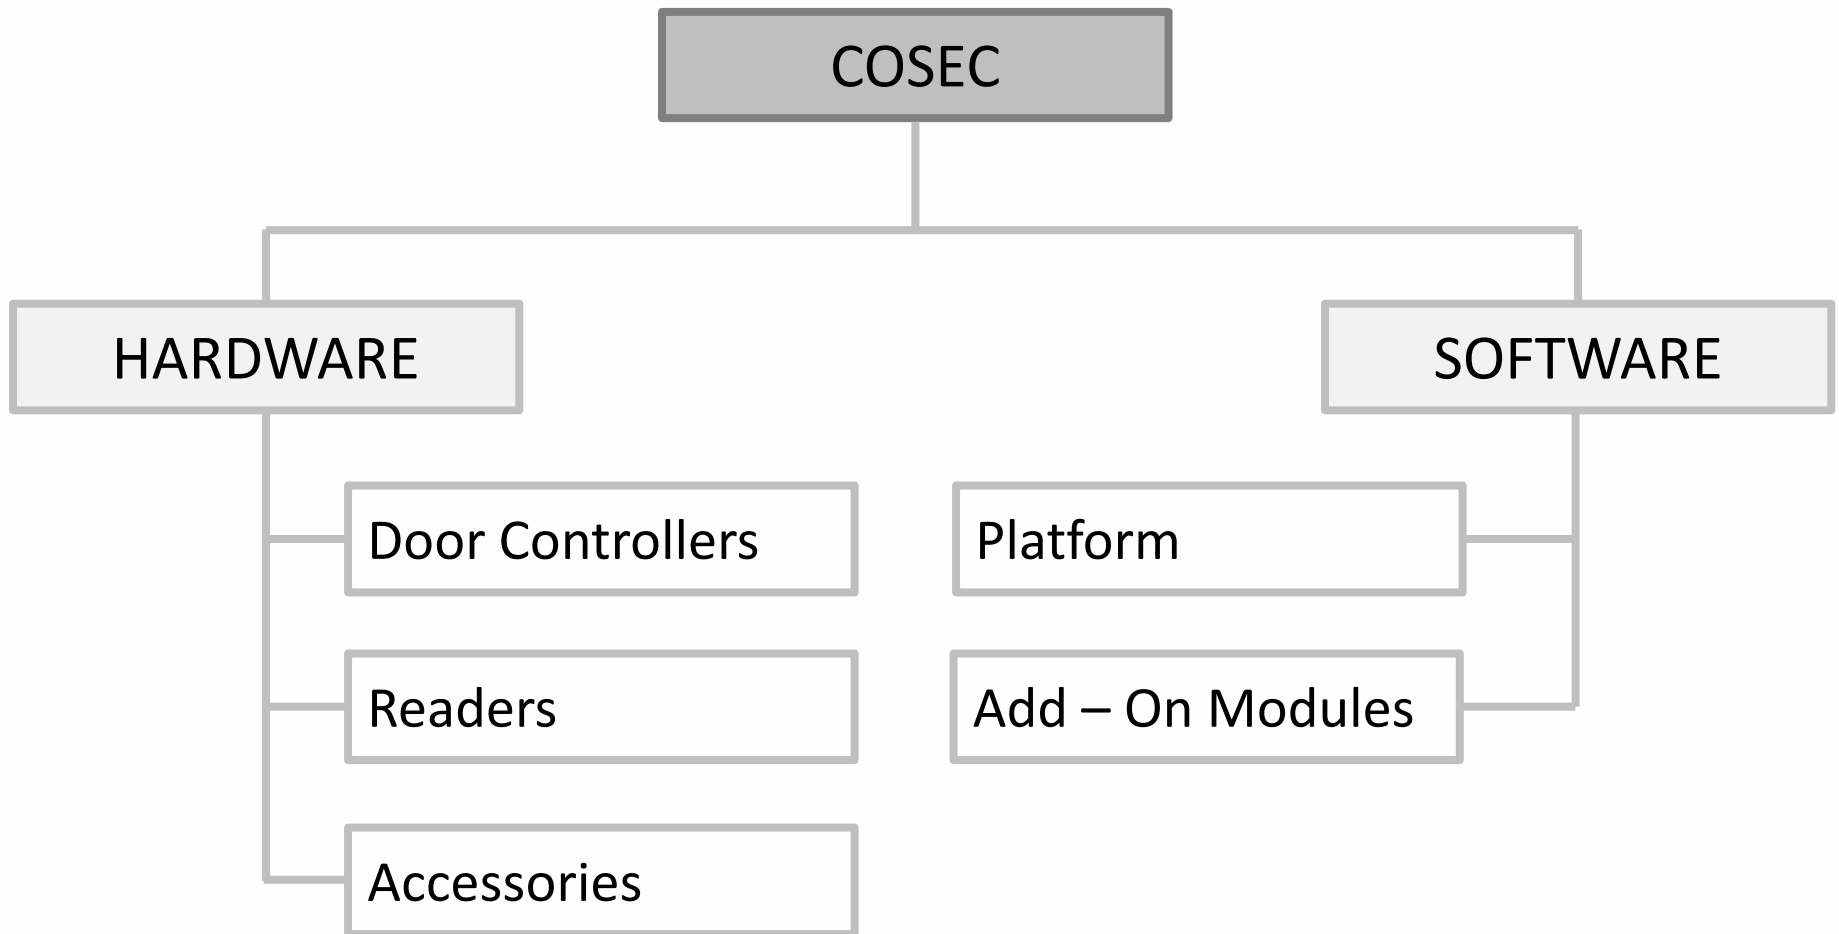 COSEC
HARDWARE
SOFTWARE
Door Controllers
Platform
Readers
Add – On Modules
Accessories